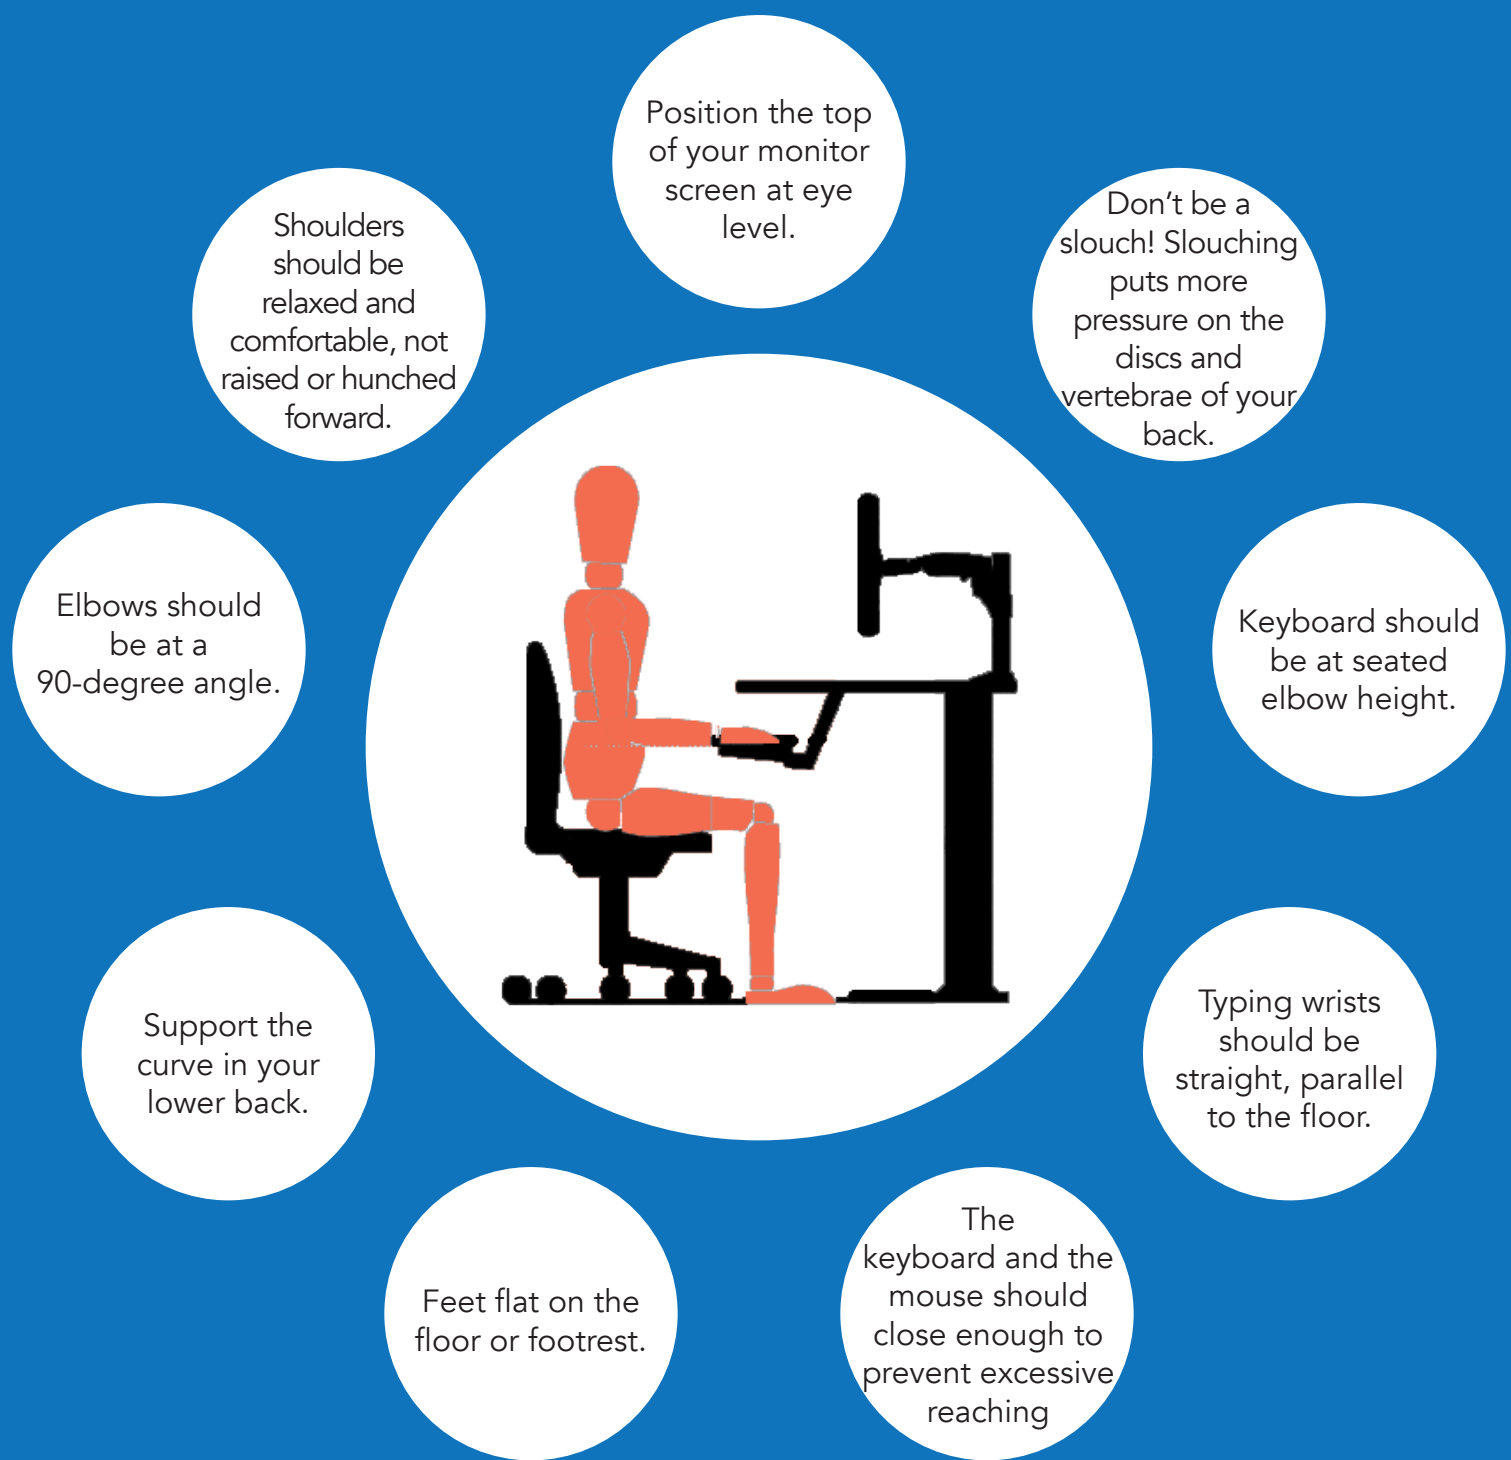 Position the top
of your monitor
screen at eye
level.
Don't be a
slouch! Slouching
puts more
pressure on the
discs and
vertebrae of your
back.
Keyboard should
be at seated
elbow height.
Typing wrists
should be
straight, parallel
to the floor.
The
keyboard and the
mouse should
close enough to
prevent excessive
reaching
Feet flat on the
floor or footrest.
Support the
curve in your
lower back.
Elbows should
be at a
90-degree angle.
Shoulders
should be
relaxed and
comfortable, not
raised or hunched
forward.